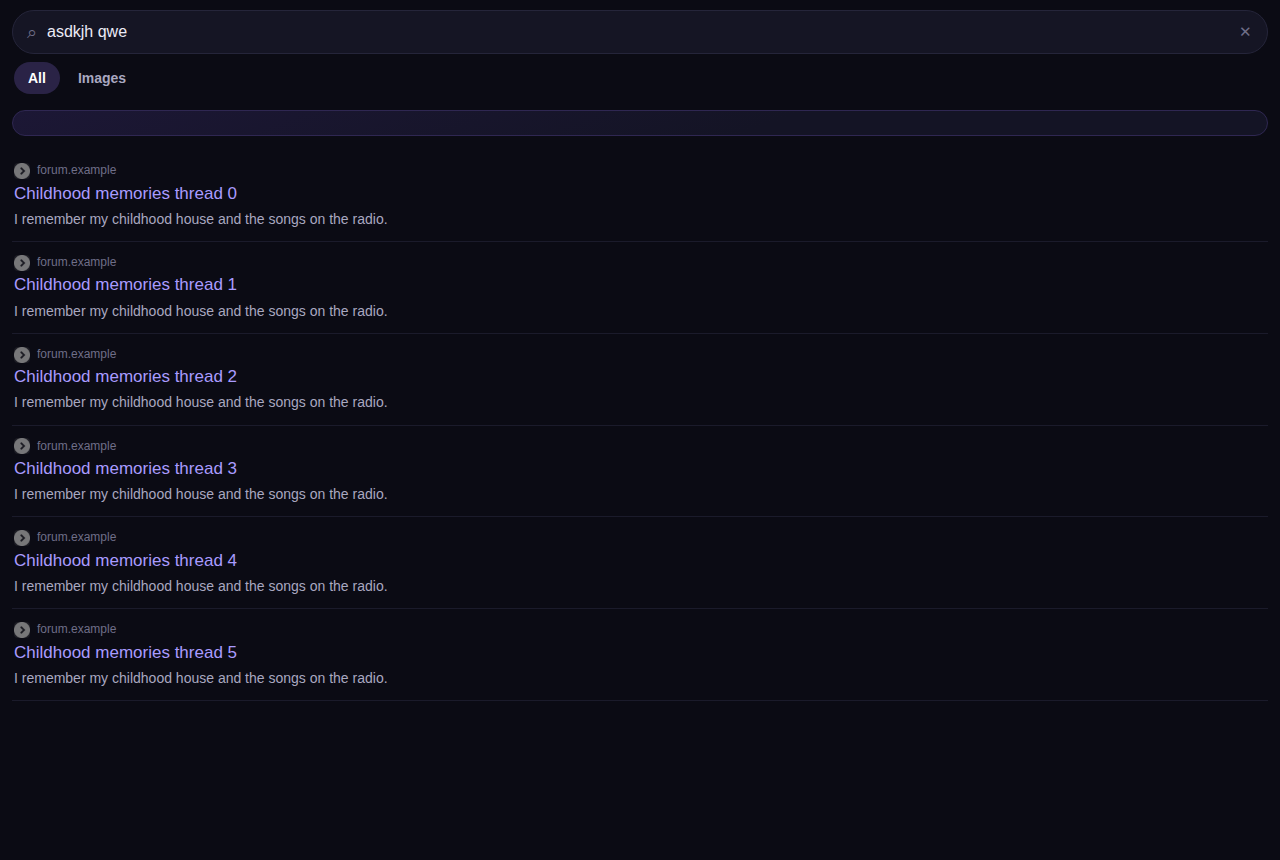 asdkjh qwe
All
Images
forum.example
Childhood memories thread 0
I remember my childhood house and the songs on the radio.
forum.example
Childhood memories thread 1
I remember my childhood house and the songs on the radio.
forum.example
Childhood memories thread 2
I remember my childhood house and the songs on the radio.
forum.example
Childhood memories thread 3
I remember my childhood house and the songs on the radio.
forum.example
Childhood memories thread 4
I remember my childhood house and the songs on the radio.
forum.example
Childhood memories thread 5
I remember my childhood house and the songs on the radio.